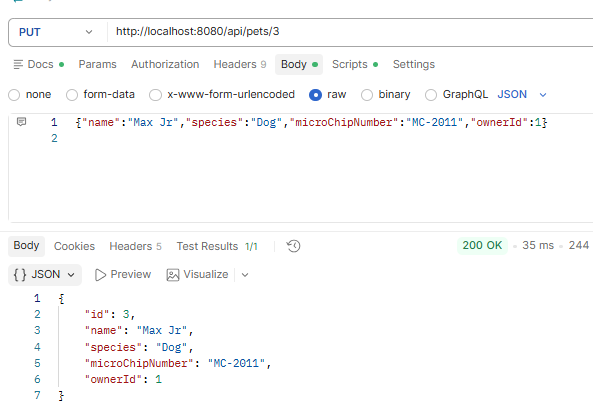 PUT http://localhost:8080/api/pets/3
Docs Params Authorization Headers 9 Body Scripts Settings
none form-data x-www-form-urlencoded raw binary GraphQL JSON
1 {"name":"Max Jr","species":"Dog","microChipNumber":"MC-2011","ownerId":1}
2
Body Cookies Headers 5 Test Results 1/1 200 OK 35 ms 244
{} JSON Preview Visualize
1 {
2 "id": 3,
3 "name": "Max Jr",
4 "species": "Dog",
5 "microChipNumber": "MC-2011",
6 "ownerId": 1
7 }